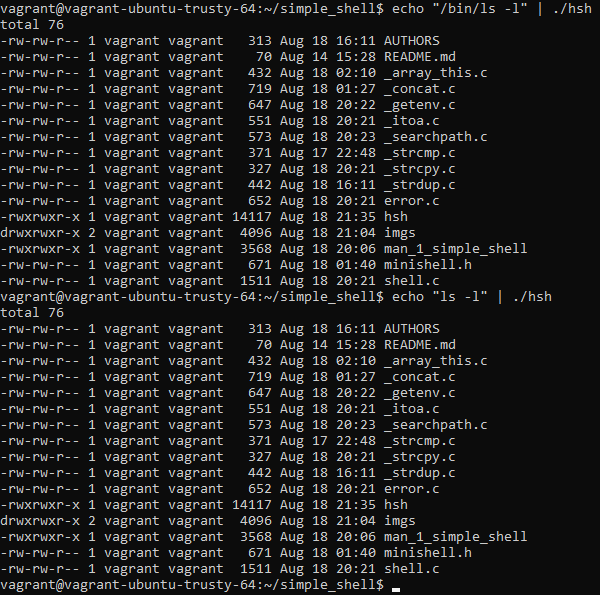 vagrant@vagrant-ubuntu-trusty-64:~/simple_shell$ echo "/bin/ls -l" | ./hsh
total 76
-rw-rw-r-- 1 vagrant vagrant   313 Aug 18 16:11 AUTHORS
-rw-rw-r-- 1 vagrant vagrant    70 Aug 14 15:28 README.md
-rw-rw-r-- 1 vagrant vagrant   432 Aug 18 02:10 _array_this.c
-rw-rw-r-- 1 vagrant vagrant   719 Aug 18 01:27 _concat.c
-rw-rw-r-- 1 vagrant vagrant   647 Aug 18 20:22 _getenv.c
-rw-rw-r-- 1 vagrant vagrant   551 Aug 18 20:21 _itoa.c
-rw-rw-r-- 1 vagrant vagrant   573 Aug 18 20:23 _searchpath.c
-rw-rw-r-- 1 vagrant vagrant   371 Aug 17 22:48 _strcmp.c
-rw-rw-r-- 1 vagrant vagrant   327 Aug 18 20:21 _strcpy.c
-rw-rw-r-- 1 vagrant vagrant   442 Aug 18 16:11 _strdup.c
-rw-rw-r-- 1 vagrant vagrant   652 Aug 18 20:21 error.c
-rwxrwxr-x 1 vagrant vagrant 14117 Aug 18 21:35 hsh
drwxrwxr-x 2 vagrant vagrant  4096 Aug 18 21:04 imgs
-rwxrwxr-x 1 vagrant vagrant  3568 Aug 18 20:06 man_1_simple_shell
-rw-rw-r-- 1 vagrant vagrant   671 Aug 18 01:40 minishell.h
-rw-rw-r-- 1 vagrant vagrant  1511 Aug 18 20:21 shell.c
vagrant@vagrant-ubuntu-trusty-64:~/simple_shell$ echo "ls -l" | ./hsh
total 76
-rw-rw-r-- 1 vagrant vagrant   313 Aug 18 16:11 AUTHORS
-rw-rw-r-- 1 vagrant vagrant    70 Aug 14 15:28 README.md
-rw-rw-r-- 1 vagrant vagrant   432 Aug 18 02:10 _array_this.c
-rw-rw-r-- 1 vagrant vagrant   719 Aug 18 01:27 _concat.c
-rw-rw-r-- 1 vagrant vagrant   647 Aug 18 20:22 _getenv.c
-rw-rw-r-- 1 vagrant vagrant   551 Aug 18 20:21 _itoa.c
-rw-rw-r-- 1 vagrant vagrant   573 Aug 18 20:23 _searchpath.c
-rw-rw-r-- 1 vagrant vagrant   371 Aug 17 22:48 _strcmp.c
-rw-rw-r-- 1 vagrant vagrant   327 Aug 18 20:21 _strcpy.c
-rw-rw-r-- 1 vagrant vagrant   442 Aug 18 16:11 _strdup.c
-rw-rw-r-- 1 vagrant vagrant   652 Aug 18 20:21 error.c
-rwxrwxr-x 1 vagrant vagrant 14117 Aug 18 21:35 hsh
drwxrwxr-x 2 vagrant vagrant  4096 Aug 18 21:04 imgs
-rwxrwxr-x 1 vagrant vagrant  3568 Aug 18 20:06 man_1_simple_shell
-rw-rw-r-- 1 vagrant vagrant   671 Aug 18 01:40 minishell.h
-rw-rw-r-- 1 vagrant vagrant  1511 Aug 18 20:21 shell.c
vagrant@vagrant-ubuntu-trusty-64:~/simple_shell$